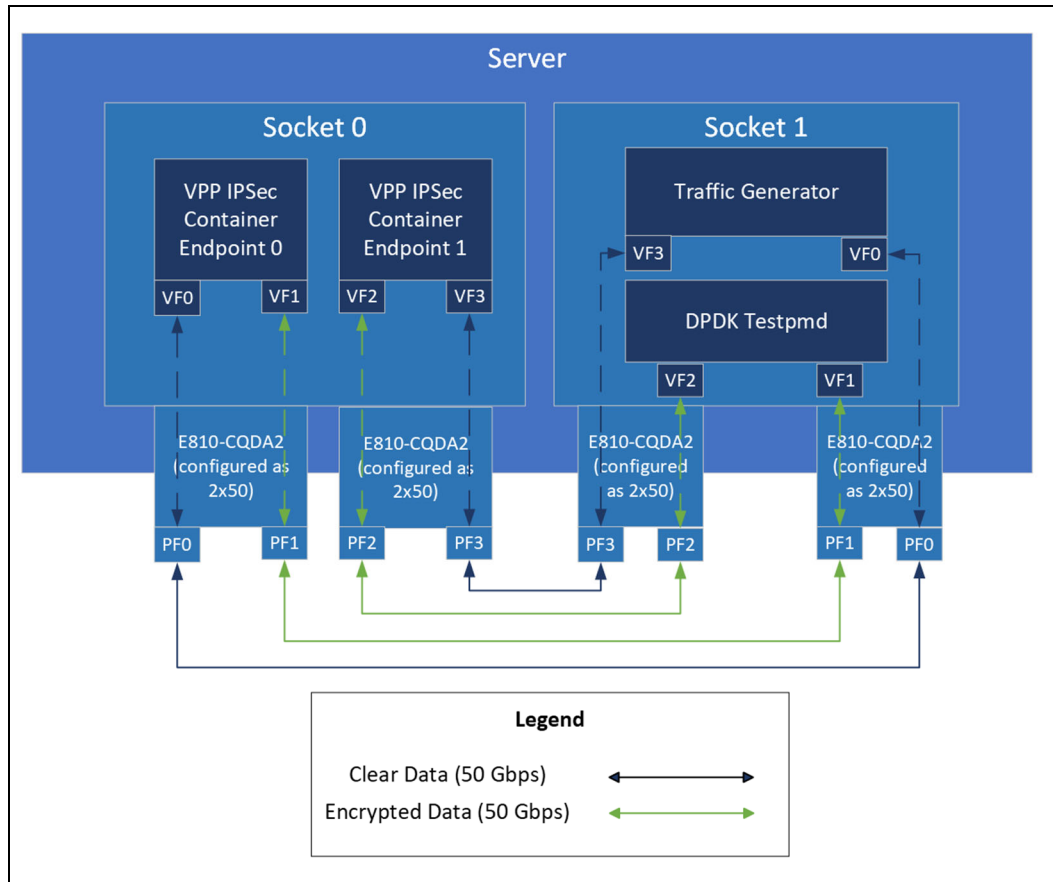 Server
Socket 0
Socket 1
VPP IPSec
Container
Endpoint 0
VPP IPSec
Container
Endpoint 1
Traffic Generator
VF3
VF0
DPDK Testpmd
VF0
VF1
VF2
VF3
VF2
VF1
E810-CQDA2
(configured as
2x50)
E810-CQDA2
(configured as
2x50)
E810-CQDA2
(configured
as 2x50)
E810-CQDA2
(configured
as 2x50)
PF0
PF1
PF2
PF3
PF3
PF2
PF1
PF0
Legend
Clear Data (50 Gbps)
Encrypted Data (50 Gbps)